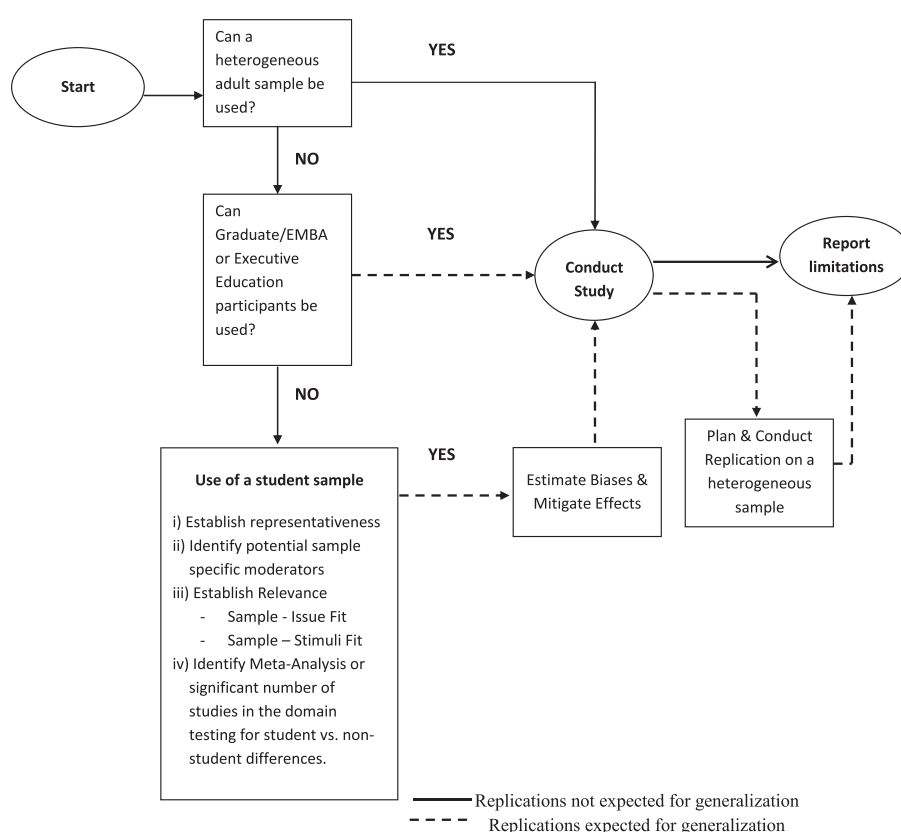 Start
Can a
heterogeneous
adult sample be
used?
YES
NO
Can
Graduate/EMBA
or Executive
Education
participants be
used?
YES
Conduct
Study
Report
limitations
NO
Use of a student sample
i) Establish representativeness
ii) Identify potential sample
specific moderators
iii) Establish Relevance
- Sample - Issue Fit
- Sample – Stimuli Fit
iv) Identify Meta-Analysis or
significant number of
studies in the domain
testing for student vs. non-
student differences.
YES
Estimate Biases &
Mitigate Effects
Plan & Conduct
Replication on a
heterogeneous
sample
Replications not expected for generalization
Replications expected for generalization